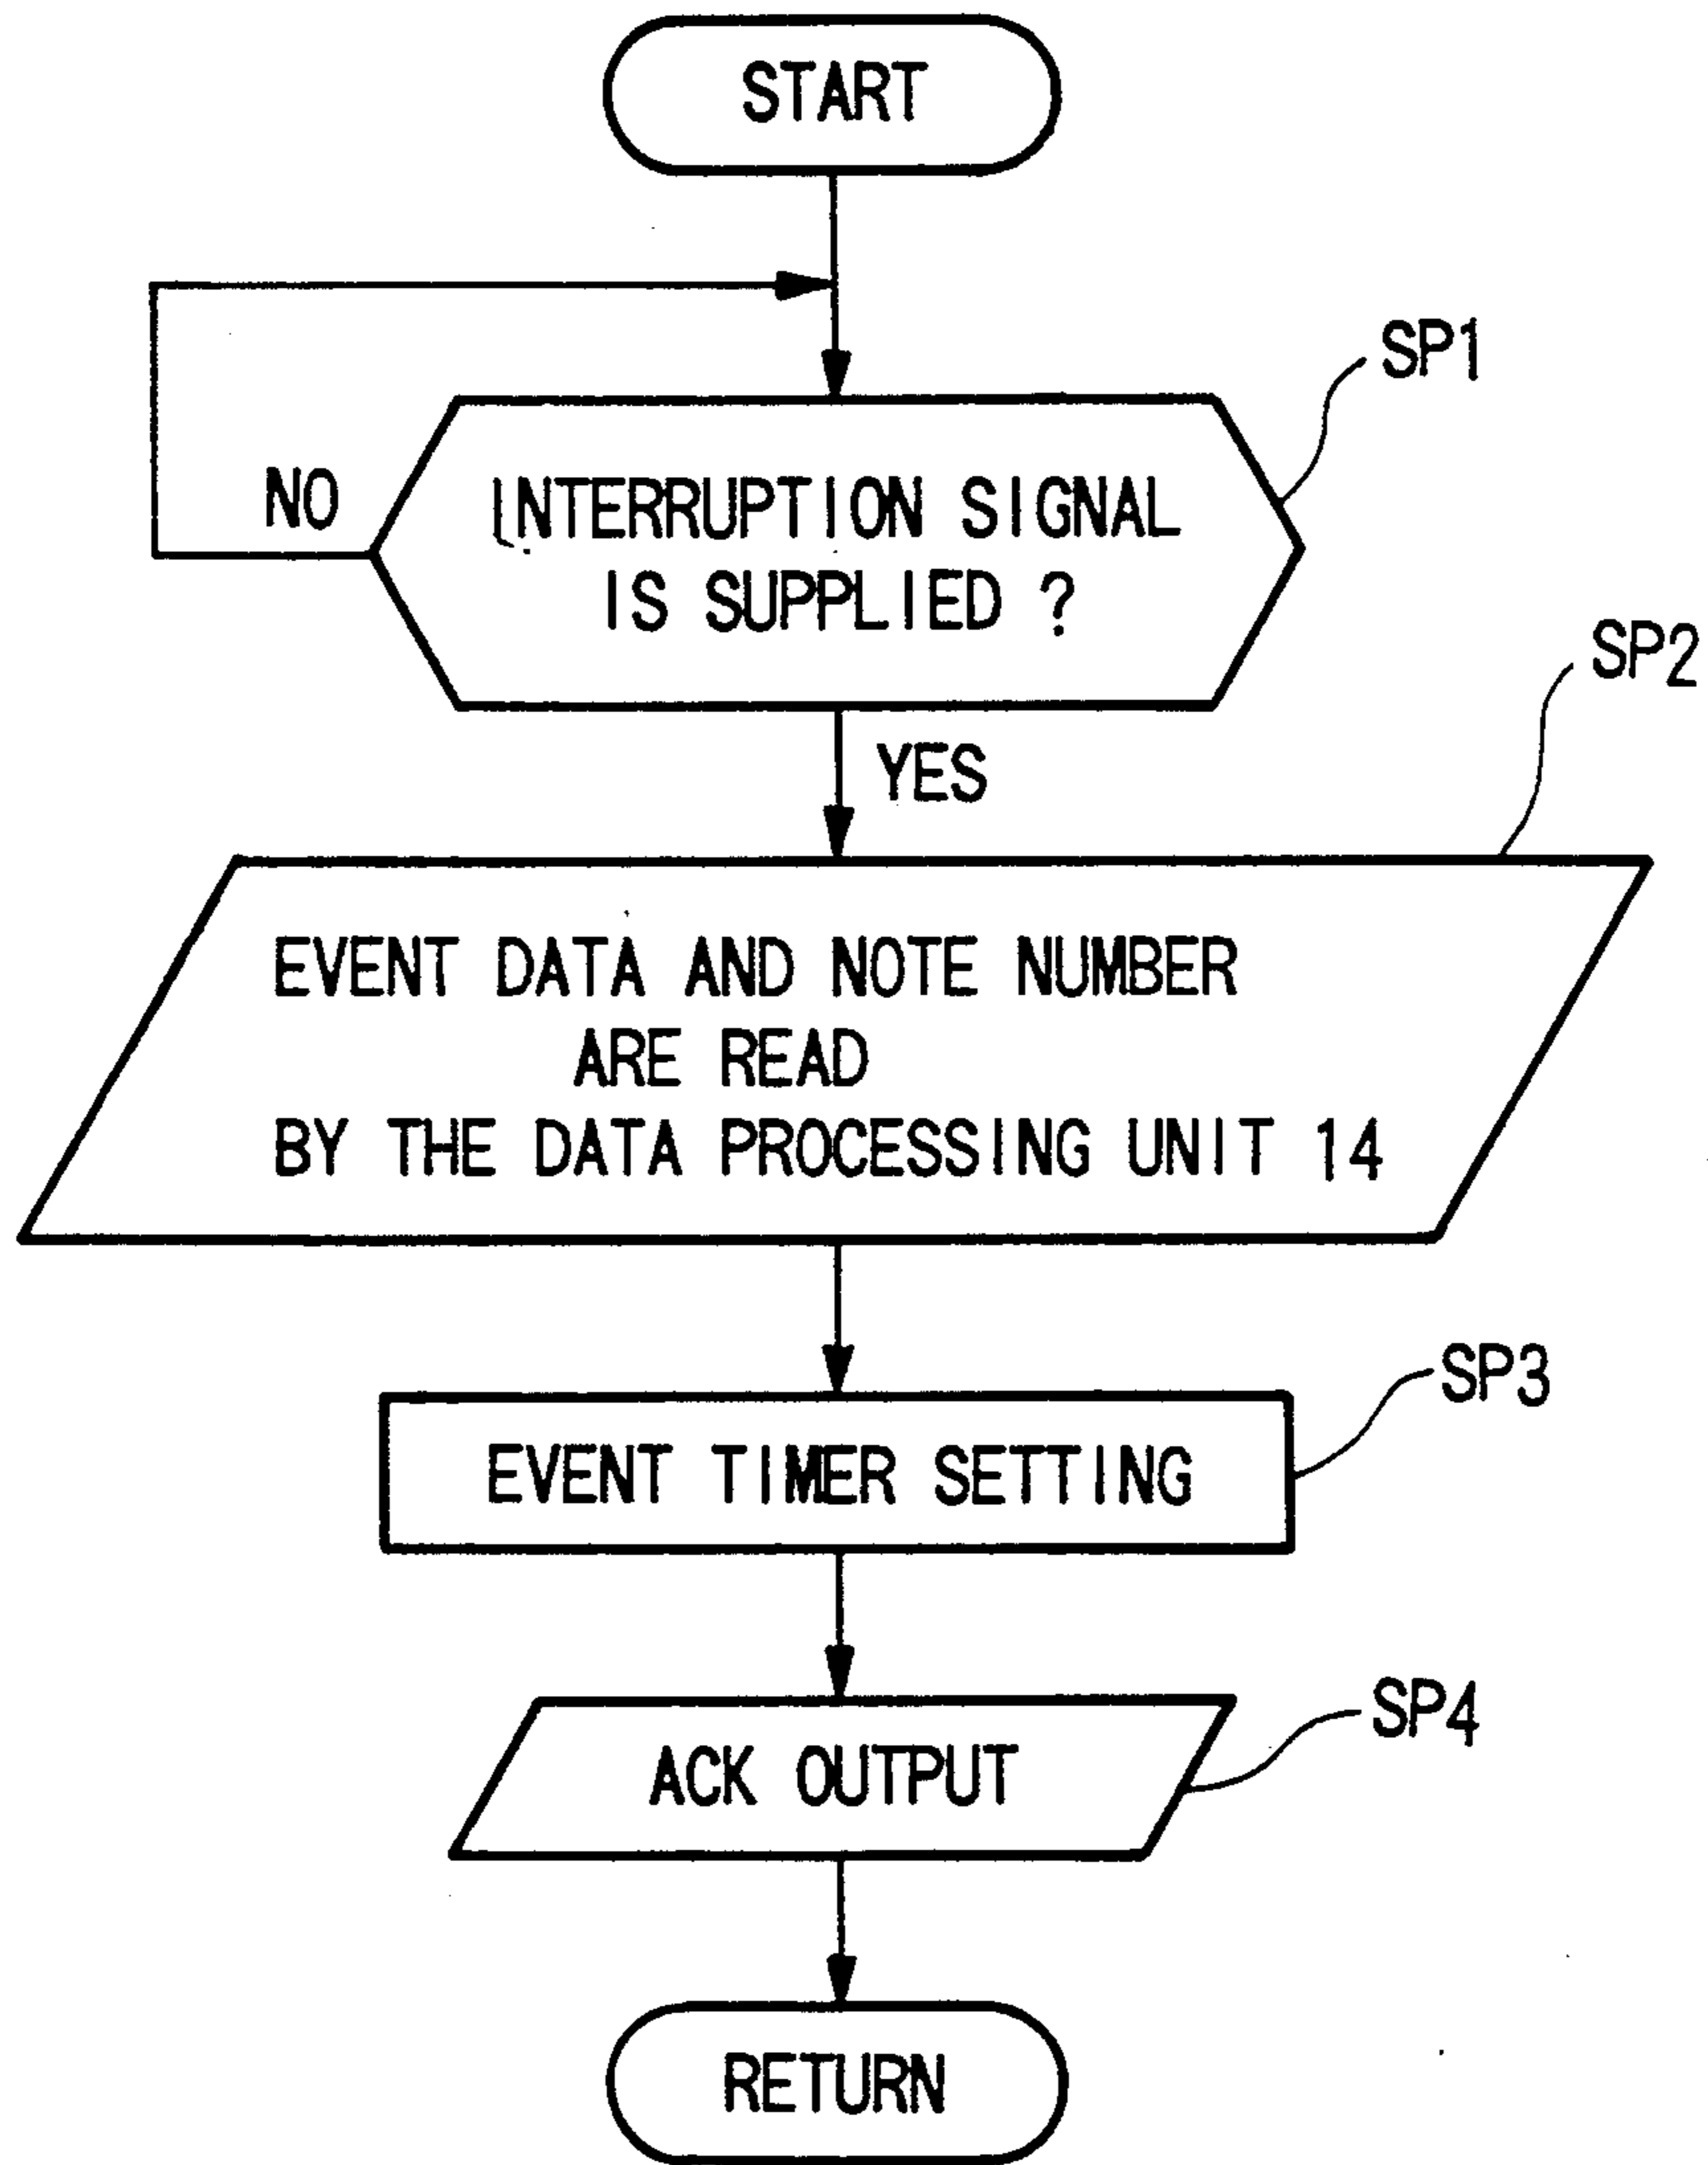 START
SP1
NO
INTERRUPTION SIGNAL
IS SUPPLIED ?
SP2
YES
EVENT DATA AND NOTE NUMBER
ARE READ
BY THE DATA PROCESSING UNIT 14
SP3
EVENT TIMER SETTING
SP4
ACK OUTPUT
RETURN